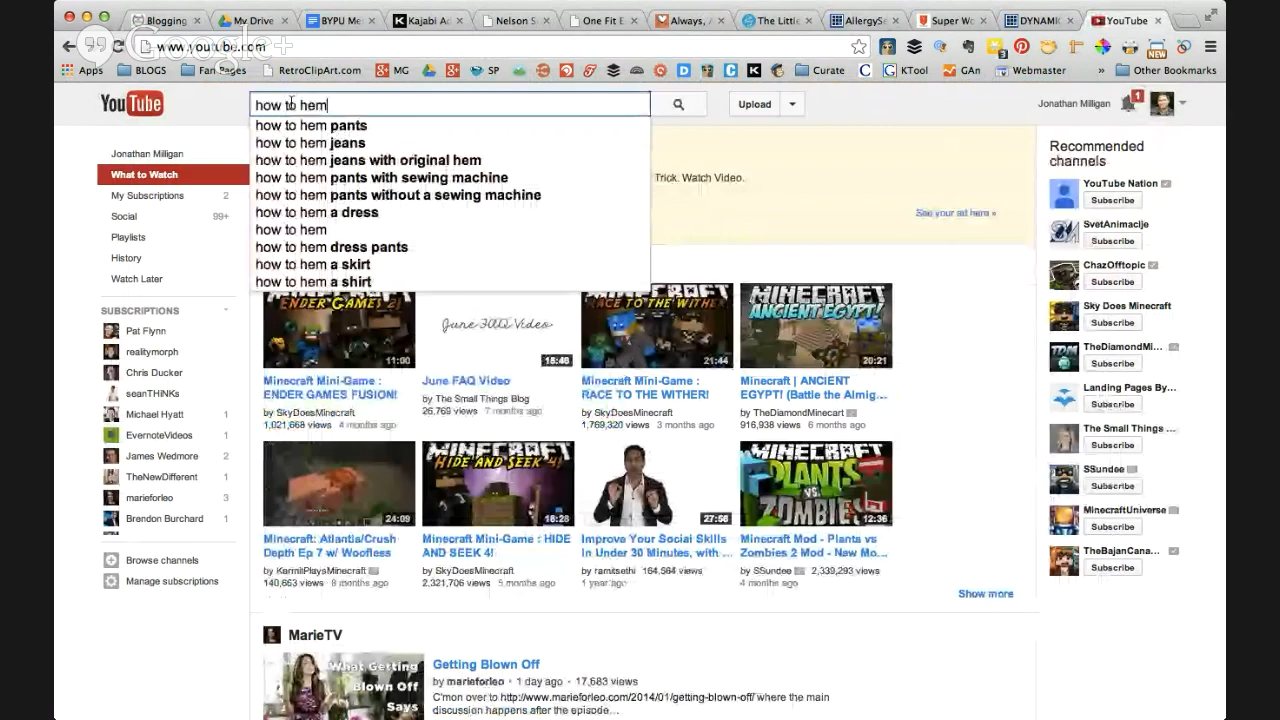 Blogging
My Drive
BYPU Me
Kajabi Ac
Nelson S
One Fit E
Always, A
The Little
AllergySe
Super Wo
DYNAMIC
YouTube
www.youtube.com
Google+
NEW
Apps BLOGS Fan Pages RetroClipArt.com MG SP Curate KTool GAn Westminster » Other Bookmarks
YouTube
how to hem
Upload
Jonathan Milligan
1
how to hem pants
how to hem jeans
how to hem jeans with original hem
how to hem pants with sewing machine
how to hem pants without a sewing machine
how to hem a dress
how to hem
how to hem dress pants
how to hem a skirt
how to hem a shirt
Trick. Watch Video.
See your ad here »
Jonathan Milligan
What to Watch
My Subscriptions 2
Social 99+
Playlists
History
Watch Later
SUBSCRIPTIONS
Pat Flynn
realitymorph
Chris Ducker
seanTHiNKs
Michael Hyatt 1
EvernoteVideos 1
James Wedmore 2
TheNewDifferent 1
marieforleo 3
Brendon Burchard 1
Browse channels
Manage subscriptions
MINECRAFT
ENDER GAMES 2!
11:00
Minecraft Mini-Game :
ENDER GAMES FUSION!
by SkyDoesMinecraft
1,021,668 views 4 months ago
June FAQ Video
by The Small Things Blog
26,769 views 7 months ago
MINECRAFT
RACE TO THE WITHER!
21:44
Minecraft Mini-Game :
RACE TO THE WITHER!
by SkyDoesMinecraft
1,769,320 views 3 months ago
MINECRAFT
ANCIENT EGYPT!
20:21
Minecraft | ANCIENT
EGYPT! (Battle the Almig...
by TheDiamondMinecart
916,938 views 6 months ago
24:09
Minecraft: Atlantis/Crush
Depth Ep 7 w/ Woofless
by KermitPlaysMinecraft
140,663 views 8 months ago
MINECRAFT
HIDE AND SEEK 4!
16:28
Minecraft Mini-Game : HIDE
AND SEEK 4!
by SkyDoesMinecraft
2,321,706 views 5 months ago
27:56
Improve Your Social Skills
In Under 30 Minutes, with ...
by ramitsethi 164,564 views
1 year ago
MINECRAFT
PLANTS
VS.
ZOMBIES
12:36
Minecraft Mod - Plants vs
Zombies 2 Mod - New Mo...
by SSundee 2,339,293 views
4 months ago
Show more
MarieTV
What Getting
Blown Off
Says
Getting Blown Off
by marieforleo • 1 day ago • 17,683 views
C'mon over to http://www.marieforleo.com/2014/01/getting-blown-off/ where the main
discussion happens after the episode...
Recommended
channels
YouTube Nation
Subscribe
SvetAnimacije
Subscribe
ChazOfftopic
Subscribe
Sky Does Minecraft
Subscribe
TheDiamondMi...
Subscribe
Landing Pages By...
Subscribe
The Small Things ...
Subscribe
SSundee
Subscribe
MinecraftUniverse
Subscribe
TheBajanCana...
Subscribe